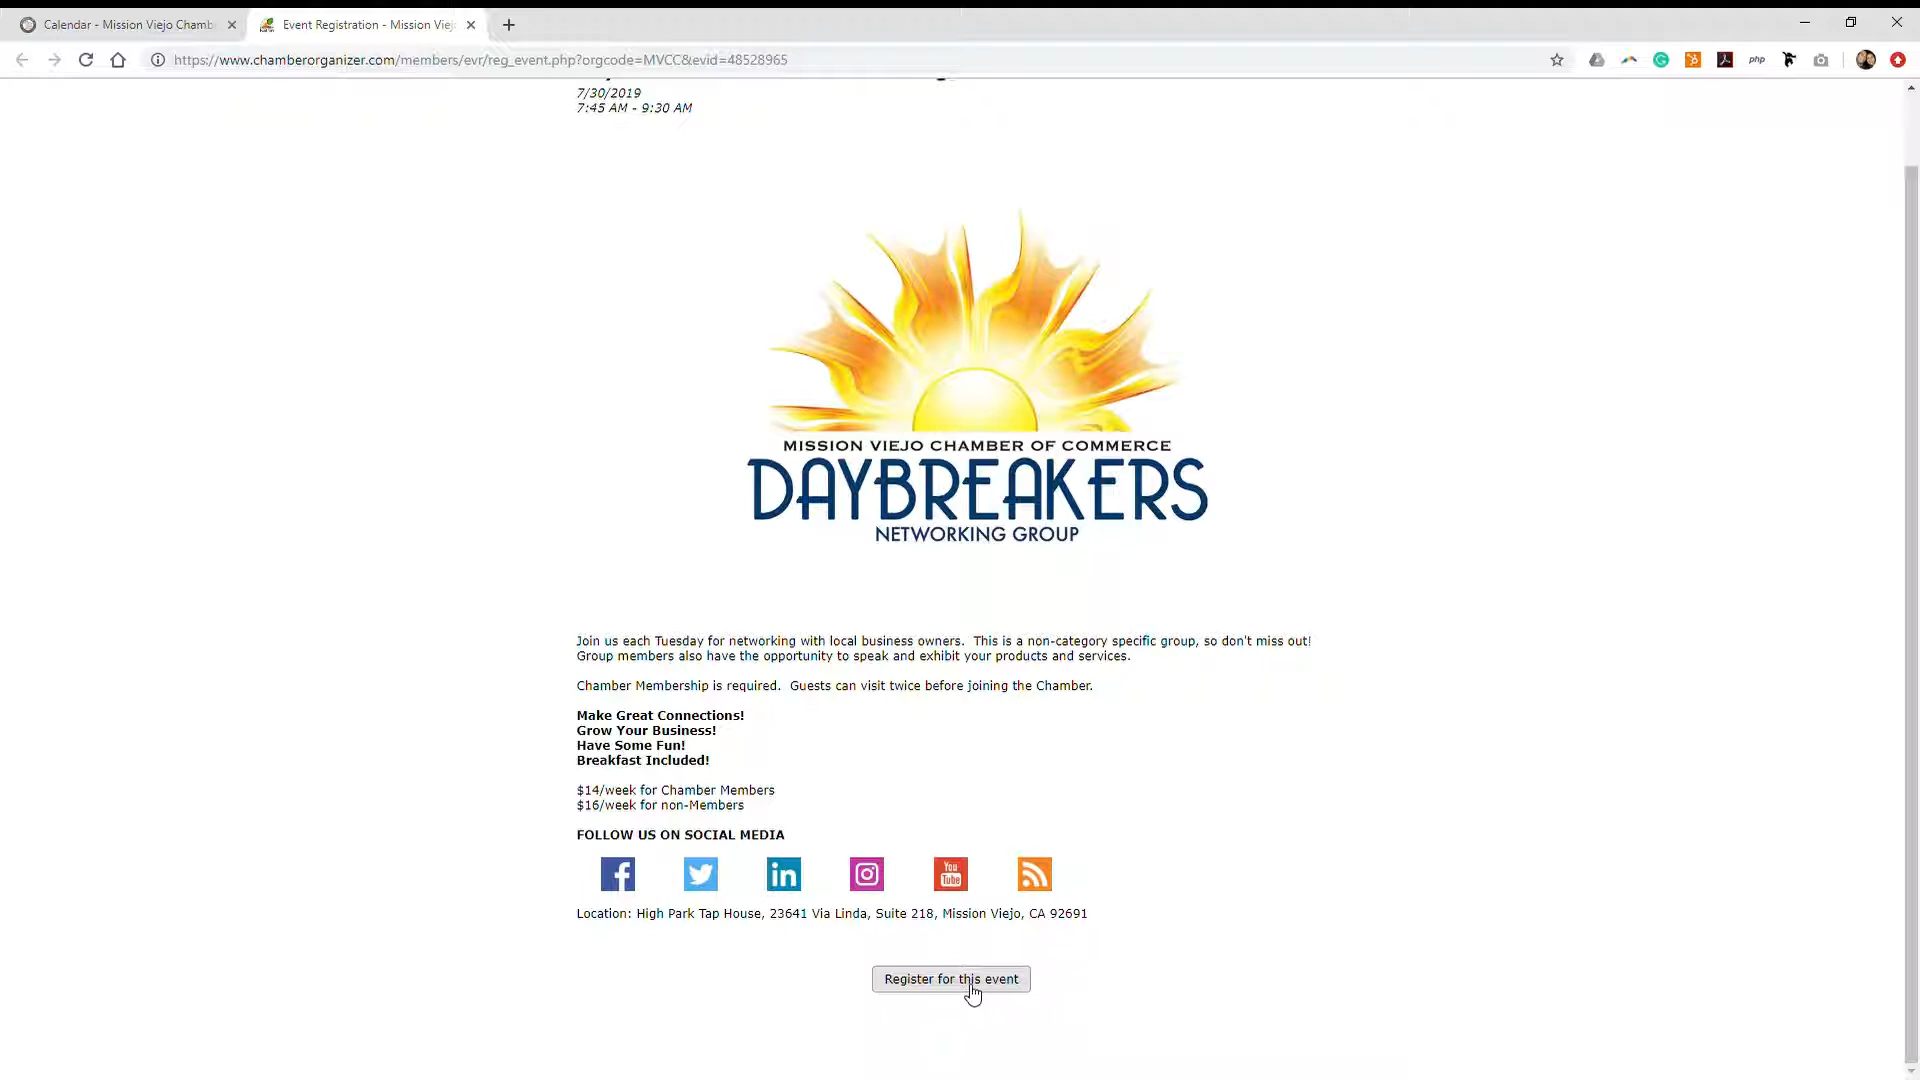 Calendar - Mission Viejo Chamb
Event Registration - Mission Viej
https://www.chamberorganizer.com/members/evr/reg_event.php?orgcode=MVCC&evid=48528965
php
7/30/2019
7:45 AM - 9:30 AM
MISSION VIEJO CHAMBER OF COMMERCE
DAYBREAKERS
NETWORKING GROUP
Join us each Tuesday for networking with local business owners.  This is a non-category specific group, so don't miss out!
Group members also have the opportunity to speak and exhibit your products and services.
Chamber Membership is required.  Guests can visit twice before joining the Chamber.
Make Great Connections!
Grow Your Business!
Have Some Fun!
Breakfast Included!
$14/week for Chamber Members
$16/week for non-Members
FOLLOW US ON SOCIAL MEDIA
f in You Tube
Location: High Park Tap House, 23641 Via Linda, Suite 218, Mission Viejo, CA 92691
Register for this event